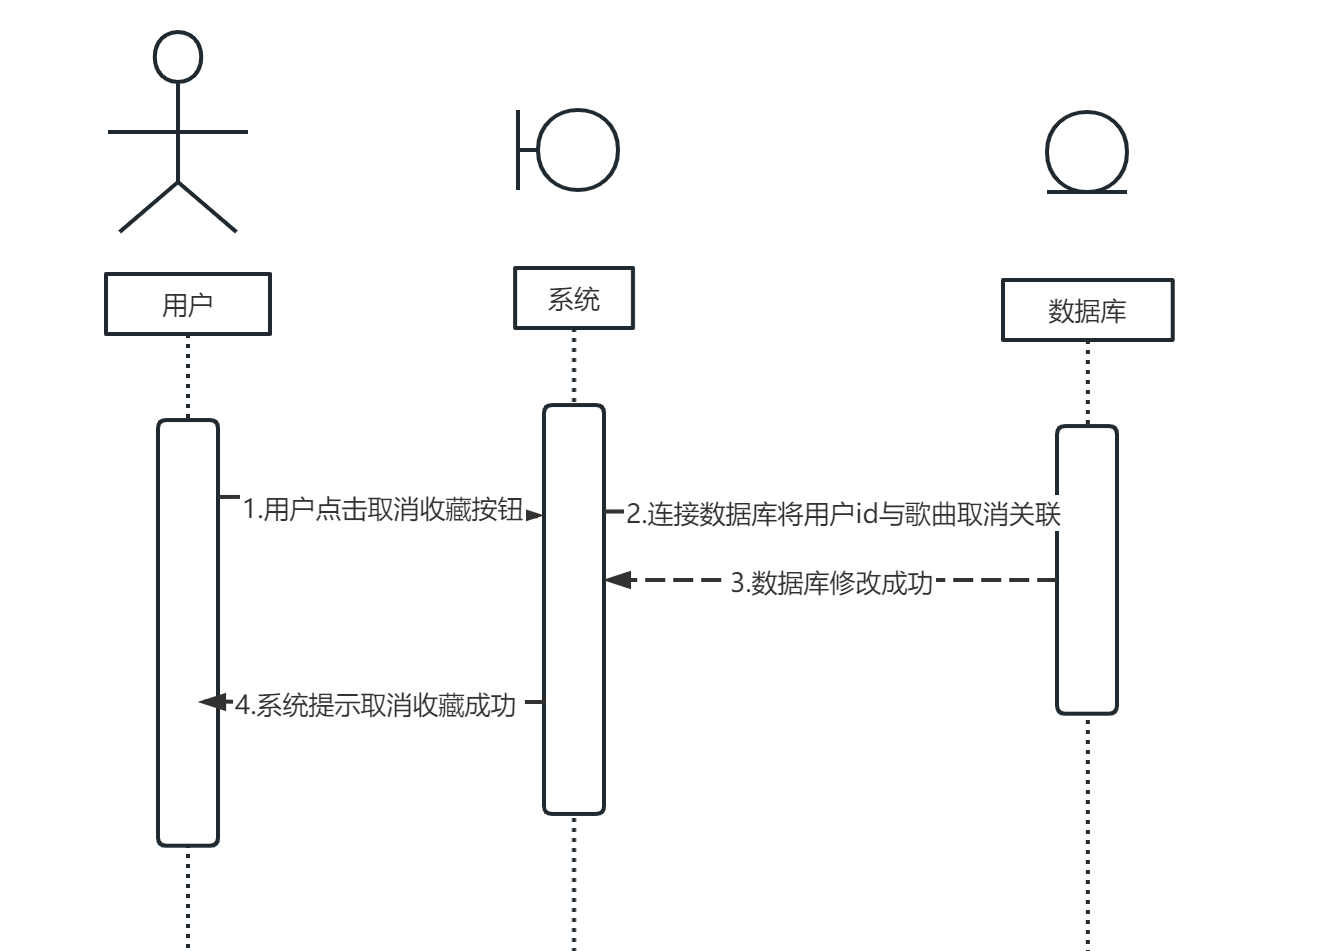 用户
系统
数据库
1.用户点击取消收藏按钮
2.连接数据库将用户id与歌曲取消关联
3.数据库修改成功
4.系统提示取消收藏成功